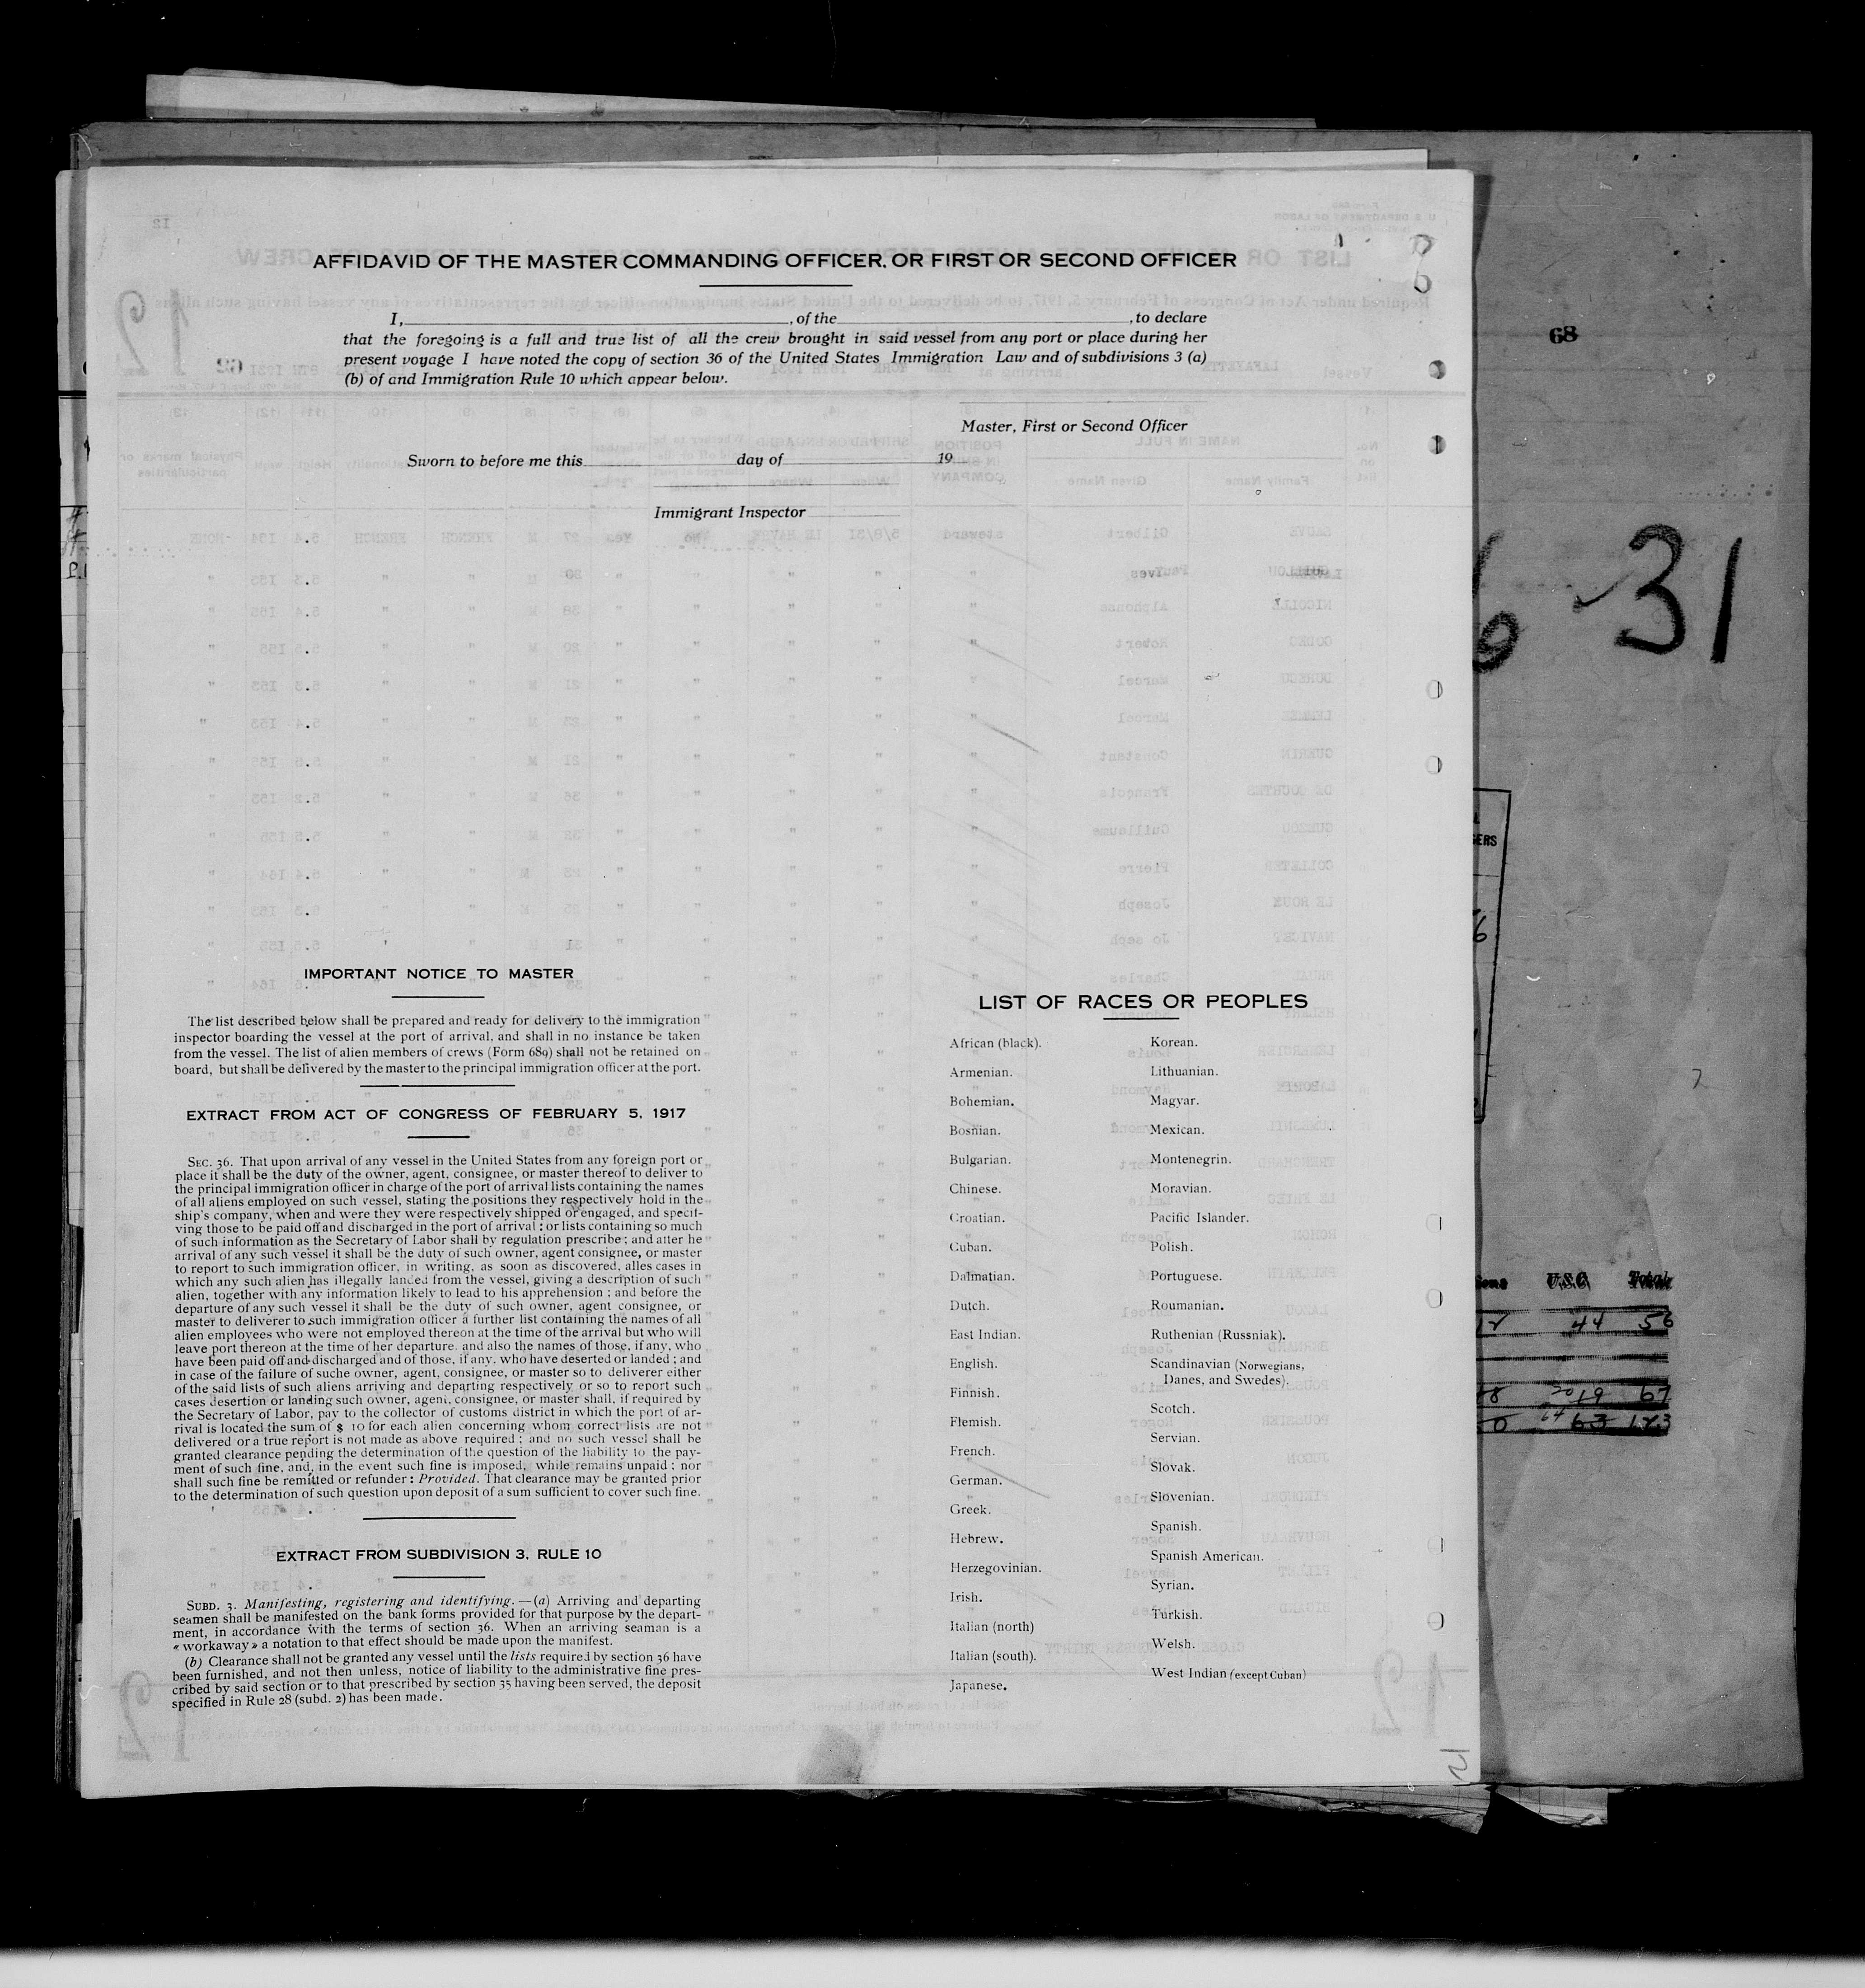 AFFIDAVID OF THE MASTER COMMANDING OFFICER, OR FIRST OR SECOND OFFICER
I, , of the , to declare
that the foregoing is a full and true list of all the crew brought in said vessel from any port or place during her
present voyage I have noted the copy of section 36 of the United States Immigration Law and of subdivisions 3 (a)
(b) of and Immigration Rule 10 which appear below.
Master, First or Second Officer
Sworn to before me this day of 19
Immigrant Inspector
IMPORTANT NOTICE TO MASTER
The list described below shall be prepared and ready for delivery to the immigration
inspector boarding the vessel at the port of arrival, and shall in no instance be taken
from the vessel. The list of alien members of crews (Form 689) shall not be retained on
board, but shall be delivered by the master to the principal immigration officer at the port.
EXTRACT FROM ACT OF CONGRESS OF FEBRUARY 5, 1917
SEC. 36. That upon arrival of any vessel in the United States from any foreign port or
place it shall be the duty of the owner, agent, consignee, or master thereof to deliver to
the principal immigration officer in charge of the port of arrival lists containing the names
of all aliens employed on such vessel, stating the positions they respectively hold in the
ship's company, when and were they were respectively shipped or engaged, and specif-
ving those to be paid off and discharged in the port of arrival : or lists containing so much
of such information as the Secretary of Labor shall by regulation prescribe ; and atter he
arrival of any such vessel it shall be the duty of such owner, agent consignee, or master
to report to such immigration officer, in writing, as soon as discovered, alles cases in
which any such alien has illegally landed from the vessel, giving a description of such
alien, together with any information likely to lead to his apprehension ; and before the
departure of any such vessel it shall be the duty of such owner, agent consignee, or
master to deliverer to such immigration officer a further list containing the names of all
alien employees who were not employed thereon at the time of the arrival but who will
leave port thereon at the time of her departure. and also the names of those, if any, who
have been paid off and discharged and of those, if any, who have deserted or landed ; and
in case of the failure of suche owner, agent, consignee, or master so to deliverer either
of the said lists of such aliens arriving and departing respectively or so to report such
cases desertion or landing such owner, agent, consignee, or master shall, if required by
the Secretary of Labor, pay to the collector of customs district in which the port of ar-
rival is located the sum of $ 10 for each alien concerning whom correct lists are not
delivered or a true report is not made as above required ; and no such vessel shall be
granted clearance pending the determination of the question of the liability to the pay-
ment of such fine, and, in the event such fine is imposed, while remains unpaid ; nor
shall such fine be remitted or refunder : Provided. That clearance may be granted prior
to the determination of such question upon deposit of a sum sufficient to cover such fine.
EXTRACT FROM SUBDIVISION 3, RULE 10
SUBD. 3. Manifesting, registering and identifying. — (a) Arriving and departing
seamen shall be manifested on the bank forms provided for that purpose by the depart-
ment, in accordance with the terms of section 36. When an arriving seaman is a
« workaway » a notation to that effect should be made upon the manifest.
(b) Clearance shall not be granted any vessel until the lists required by section 36 have
been furnished, and not then unless, notice of liability to the administrative fine pres-
cribed by said section or to that prescribed by section 35 having been served, the deposit
specified in Rule 28 (subd. 2) has been made.
LIST OF RACES OR PEOPLES
African (black).
Armenian.
Bohemian.
Bosnian.
Bulgarian.
Chinese.
Croatian.
Cuban.
Dalmatian.
Dutch.
East Indian.
English.
Finnish.
Flemish.
French.
German.
Greek.
Hebrew.
Herzegovinian.
Irish.
Italian (north)
Italian (south).
Japanese.
Korean.
Lithuanian.
Magyar.
Mexican.
Montenegrin.
Moravian.
Pacific Islander.
Polish.
Portuguese.
Roumanian.
Ruthenian (Russniak).
Scandinavian (Norwegians,
Danes, and Swedes).
Scotch.
Servian.
Slovak.
Slovenian.
Spanish.
Spanish American.
Syrian.
Turkish.
Welsh.
West Indian (except Cuban)
68
31
USC Total
44 56
19 67
63 123